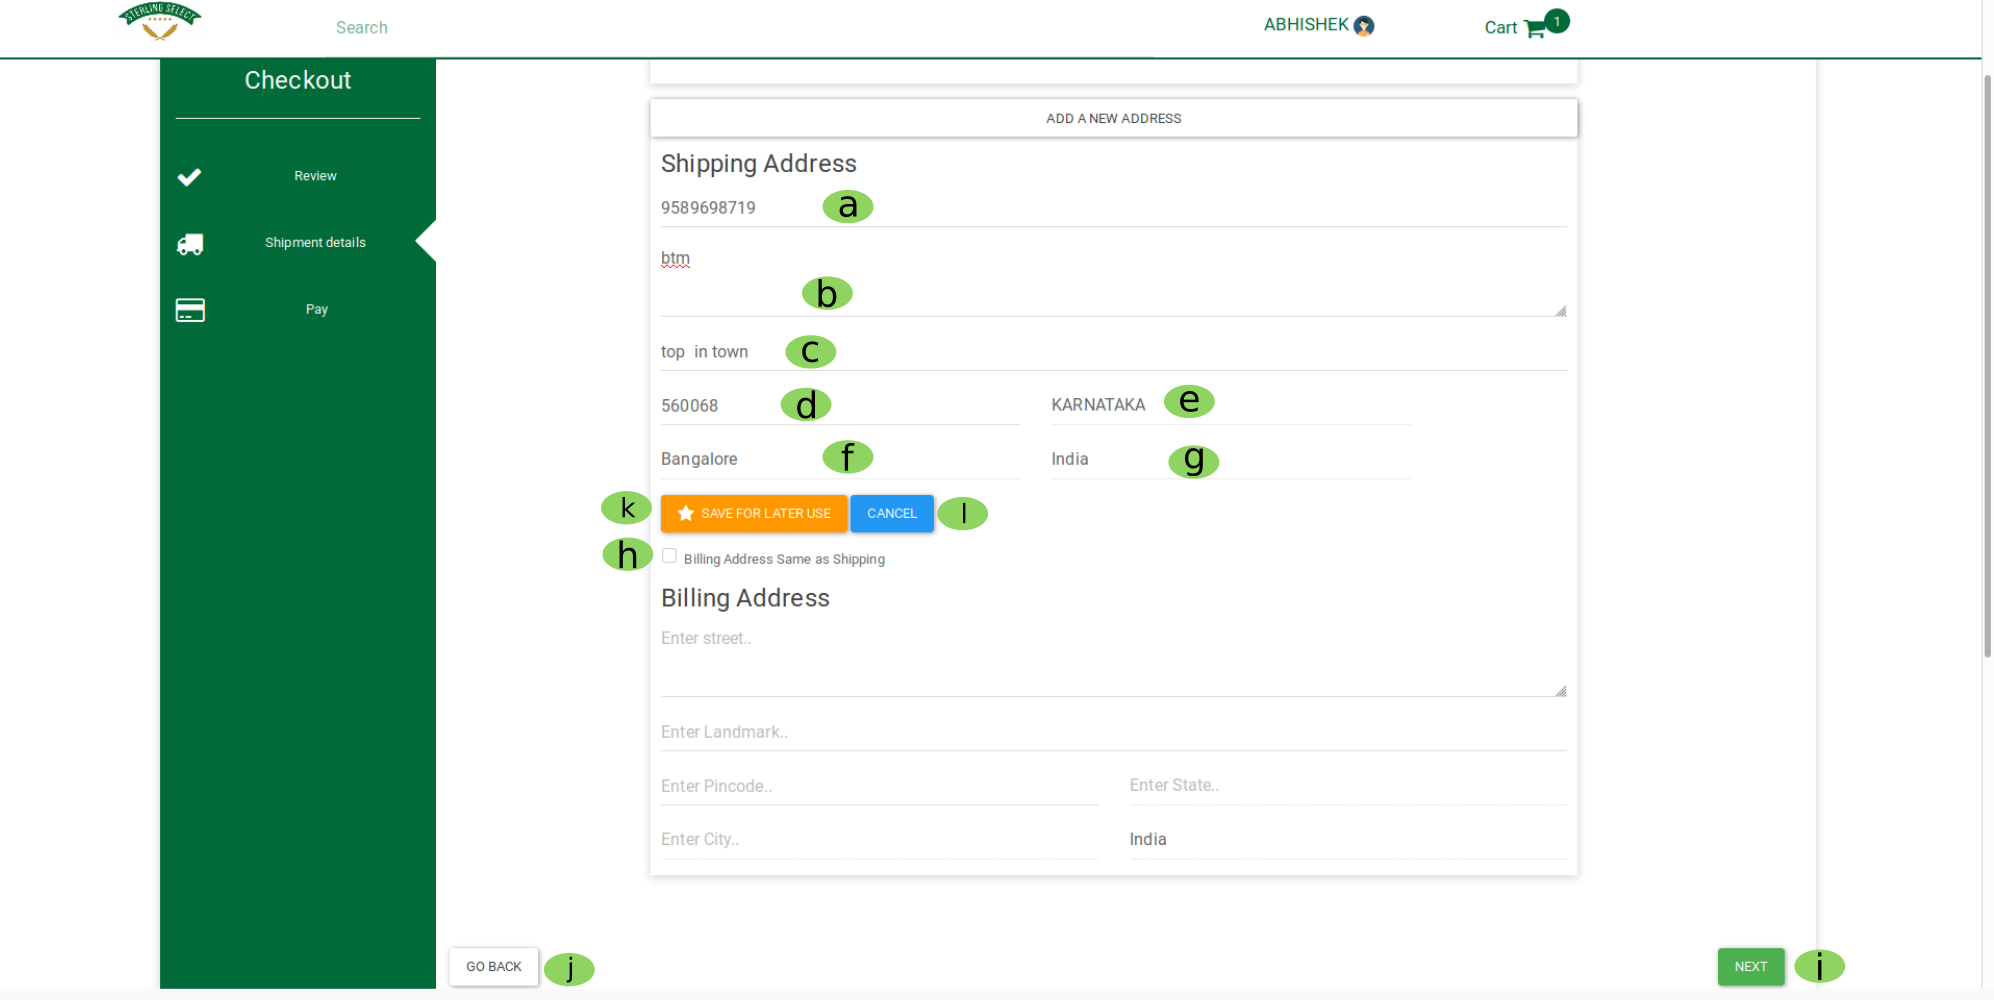 STERLING SELECT
Search
ABHISHEK
Cart 1
Checkout
Review
Shipment details
Pay
ADD A NEW ADDRESS
Shipping Address
9589698719 a
btm
b
top in town c
560068 d KARNATAKA e
Bangalore f India g
k SAVE FOR LATER USE CANCEL l
h Billing Address Same as Shipping
Billing Address
Enter street..
Enter Landmark..
Enter Pincode.. Enter State..
Enter City.. India
GO BACK j NEXT i